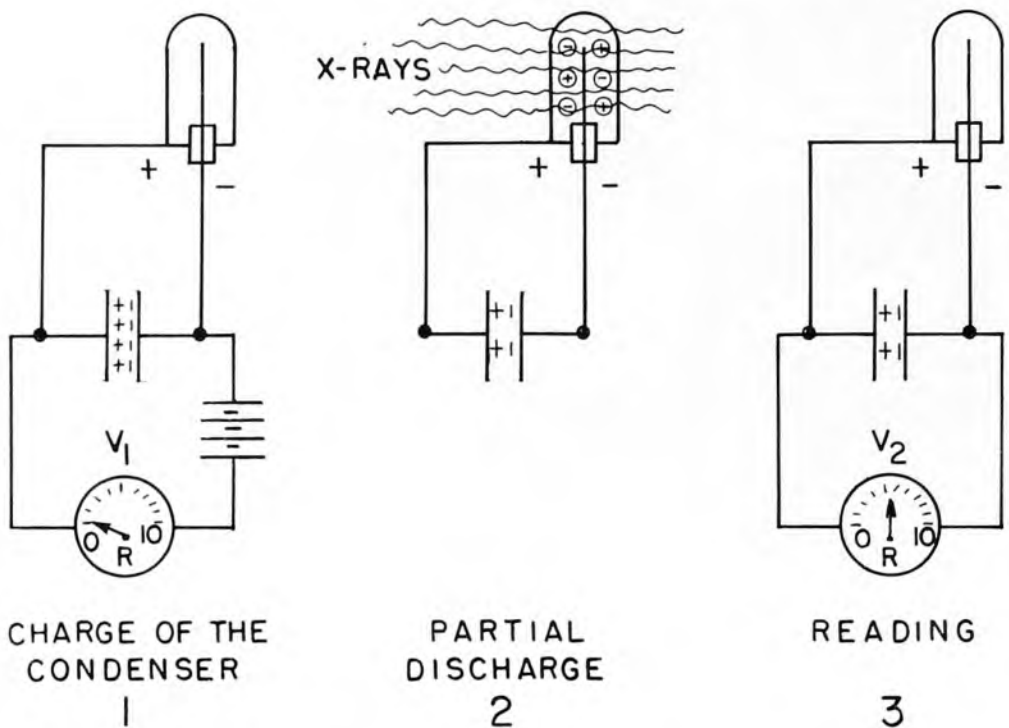 X-RAYS
- +
+ -
- +
+ -
+ -
+ -
+ -
+ -
+ -
+ -
+ -
+ -
+ -
+ -
-
-
-
V1
V2
0 10
R
0 10
R
CHARGE OF THE
CONDENSER
1
PARTIAL
DISCHARGE
2
READING
3